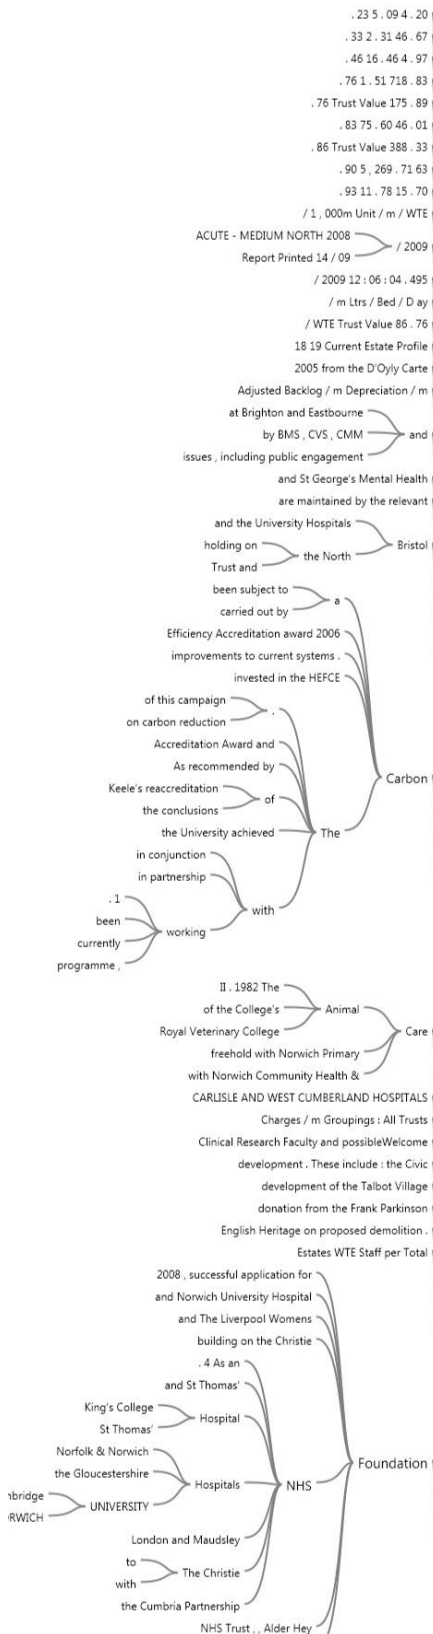 . 23 5 . 09 4 . 20
. 33 2 . 31 46 . 67
. 46 16 . 46 4 . 97
. 76 1 . 51 718 . 83
. 76 Trust Value 175 . 89
. 83 75 . 60 46 . 01
. 86 Trust Value 388 . 33
. 90 5 , 269 . 71 63
. 93 11 . 78 15 . 70
/ 1 , 000m Unit / m / WTE
ACUTE - MEDIUM NORTH 2008
/ 2009
Report Printed 14 / 09
/ 2009 12 : 06 : 04 . 495
/ m Ltrs / Bed / D ay
/ WTE Trust Value 86 . 76
18 19 Current Estate Profile
2005 from the D'Oyly Carte
Adjusted Backlog / m Depreciation / m
at Brighton and Eastbourne
by BMS , CVS , CMM
and
issues , including public engagement
and St George's Mental Health
are maintained by the relevant
and the University Hospitals
Bristol
holding on
the North
Trust and
been subject to
a
carried out by
Efficiency Accreditation award 2006
improvements to current systems .
invested in the HEFCE
of this campaign
.
on carbon reduction
Accreditation Award and
As recommended by
Carbon
Keele's reaccreditation
of
the conclusions
the University achieved
The
in conjunction
in partnership
with
. 1
been
working
currently
programme ,
II . 1982 The
of the College's
Animal
Royal Veterinary College
Care
freehold with Norwich Primary
with Norwich Community Health &
CARLISLE AND WEST CUMBERLAND HOSPITALS
Charges / m Groupings : All Trusts
Clinical Research Faculty and possibleWelcome
development . These include : the Civic
development of the Talbot Village
donation from the Frank Parkinson
English Heritage on proposed demolition .
Estates WTE Staff per Total
2008 , successful application for
and Norwich University Hospital
and The Liverpool Womens
building on the Christie
. 4 As an
and St Thomas'
King's College
Hospital
St Thomas'
Norfolk & Norwich
Foundation
the Gloucestershire
Hospitals
NHS
nbridge
UNIVERSITY
RWICH
London and Maudsley
to
The Christie
with
the Cumbria Partnership
NHS Trust , , Alder Hey